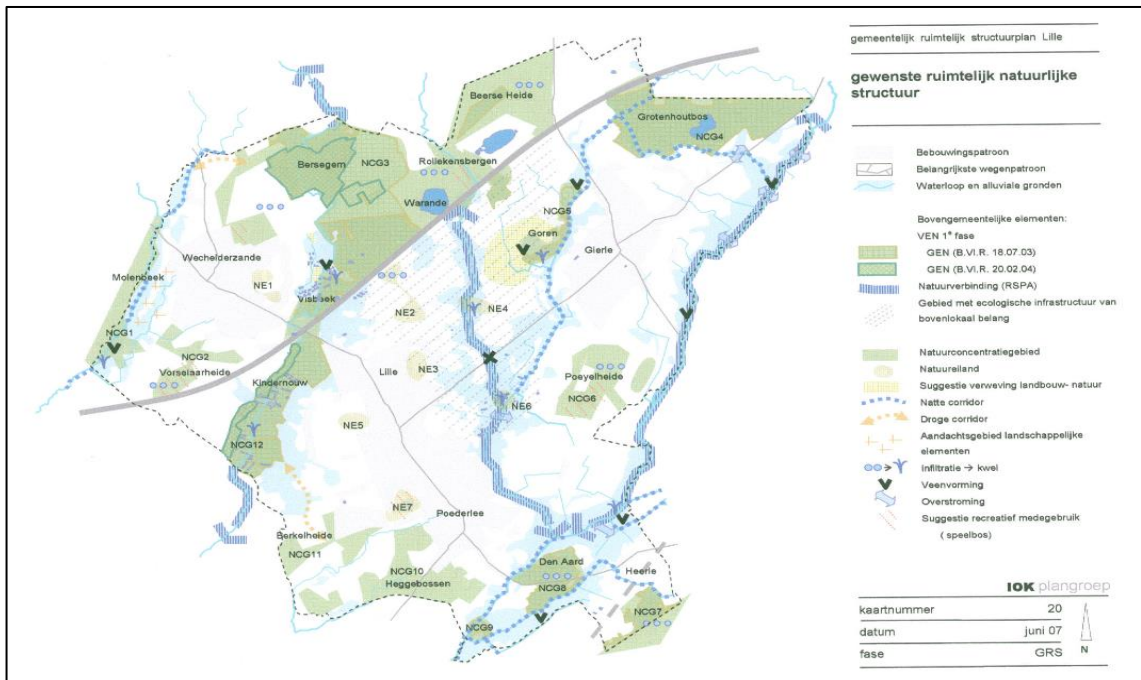 gemeentelijk ruimtelijk structuurplan Lille
gewenste ruimtelijk natuurlijke
structuur
Bebouwingspatroon
Belangrijkste wegenpatroon
Waterloop en alluviale gronden
Bovengemeentelijke elementen:
VEN 1e fase
GEN (B.Vl.R. 18.07.03)
GEN (B.Vl.R. 20.02.04)
Natuurverbinding (RSPA)
Gebied met ecologische infrastructuur van
bovenlokaal belang
Natuurconcentratiegebied
Natuureiland
Suggestie verweving landbouw- natuur
Natte corridor
Droge corridor
Aandachtsgebied landschappelijke
elementen
Infiltratie → kwel
Veenvorming
Overstroming
Suggestie recreatief medegebruik
( speelbos)
IOK plangroep
kaartnummer 20
datum juni 07
fase GRS
N
Beerse Heide
Grotenhoutbos
NCG4
Bersegem
NCG3
Rollekensbergen
Warande
NCG5
Goren
Gierle
Wechelderzande
Molenbeek
NE1
Visbeek
NE2
NE4
NCG1
NCG2
Vorselaarheide
Kindernouw
Lille
NE3
Poeyelheide
NCG6
NE6
NE5
NCG12
NE7
Poederlee
Berkelheide
NCG11
NCG10
Heggebossen
Den Aard
NCG8
Heerle
NCG7
NCG9